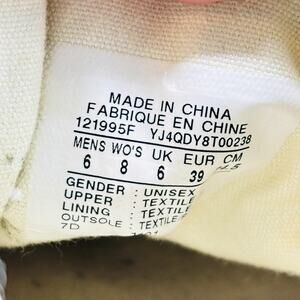 MADE IN CHINA
FABRIQUE EN CHINE
121995F YJ4QDY8T00238
MENS WO'S UK EUR CM
6 8 6 39
GENDER : UNISEX
UPPER : TEXTILE
LINING : TEXTILE
OUTSOLE :
7D